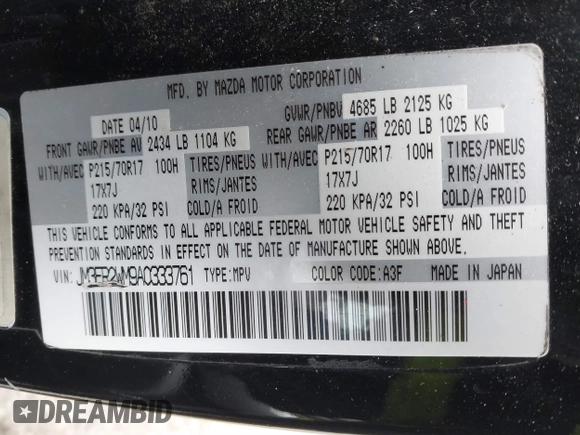 MFD. BY MAZDA MOTOR CORPORATION
DATE 04/10 GVWR/PNBV 4685 LB 2125 KG
FRONT GAWR/PNBE AV 2434 LB 1104 KG REAR GAWR/PNBE AR 2260 LB 1025 KG
WITH/AVEC P215/70R17 100H TIRES/PNEUS WITH/AVEC P215/70R17 100H TIRES/PNEUS
17X7J RIMS/JANTES 17X7J RIMS/JANTES
220 KPA/32 PSI COLD/A FROID 220 KPA/32 PSI COLD/A FROID
THIS VEHICLE CONFORMS TO ALL APPLICABLE FEDERAL MOTOR VEHICLE SAFETY AND THEFT
PREVENTION STANDARDS IN EFFECT ON THE DATE OF MANUFACTURE SHOWN ABOVE.
VIN: JM3ER2WM9A0333761 TYPE: MPV COLOR CODE: A3F MADE IN JAPAN
DREAMBID